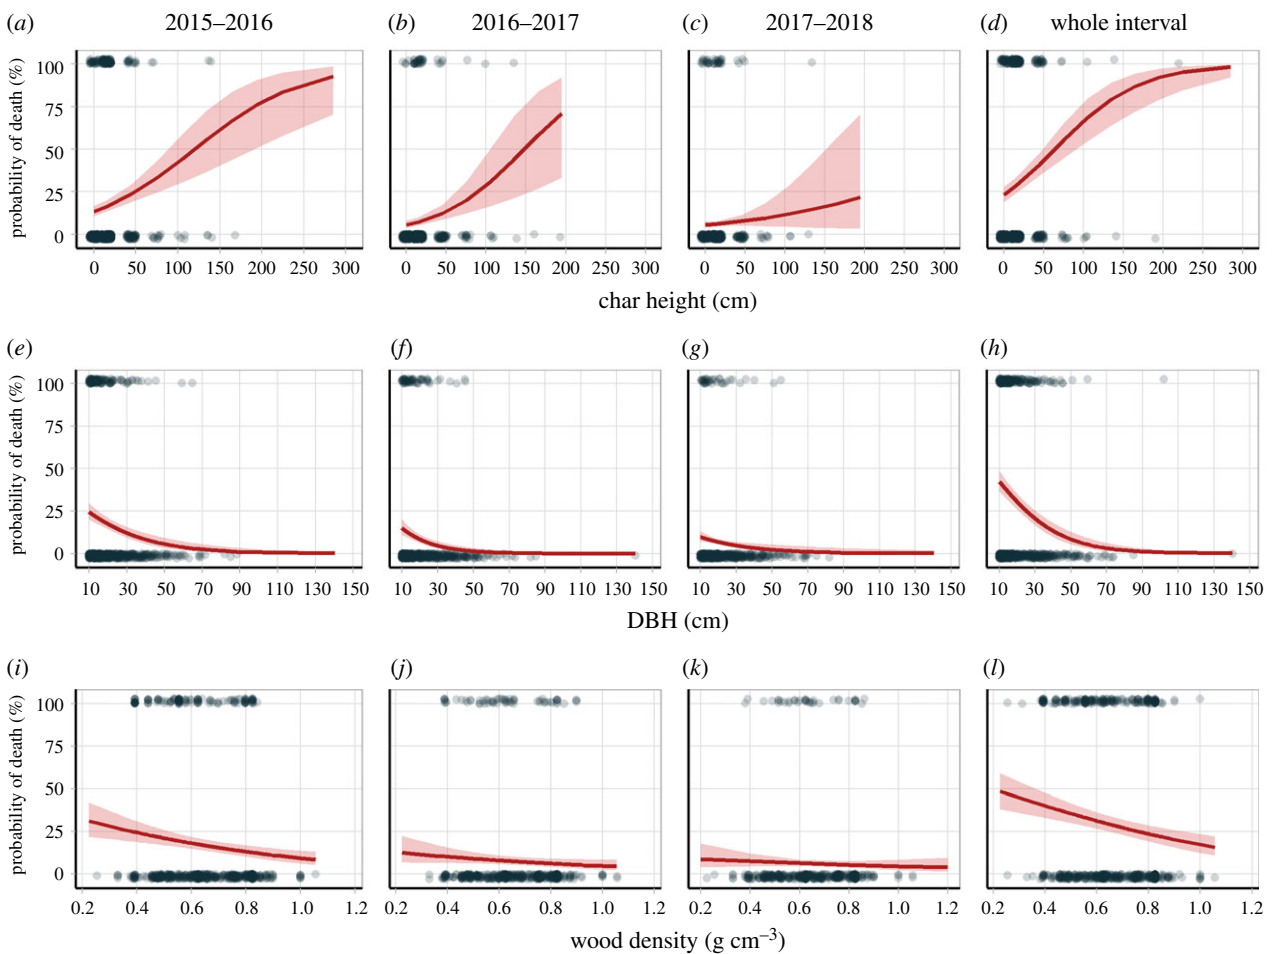 (a) 2015–2016 (b) 2016–2017 (c) 2017–2018 (d) whole interval
probability of death (%)
100
75
50
25
0
0 50 100 150 200 250 300 0 50 100 150 200 250 300 0 50 100 150 200 250 300 0 50 100 150 200 250 300
char height (cm)
(e) (f) (g) (h)
probability of death (%)
100
75
50
25
0
10 30 50 70 90 110 130 150 10 30 50 70 90 110 130 150 10 30 50 70 90 110 130 150 10 30 50 70 90 110 130 150
DBH (cm)
(i) (j) (k) (l)
probability of death (%)
100
75
50
25
0
0.2 0.4 0.6 0.8 1.0 1.2 0.2 0.4 0.6 0.8 1.0 1.2 0.2 0.4 0.6 0.8 1.0 1.2 0.2 0.4 0.6 0.8 1.0 1.2
wood density (g cm⁻³)